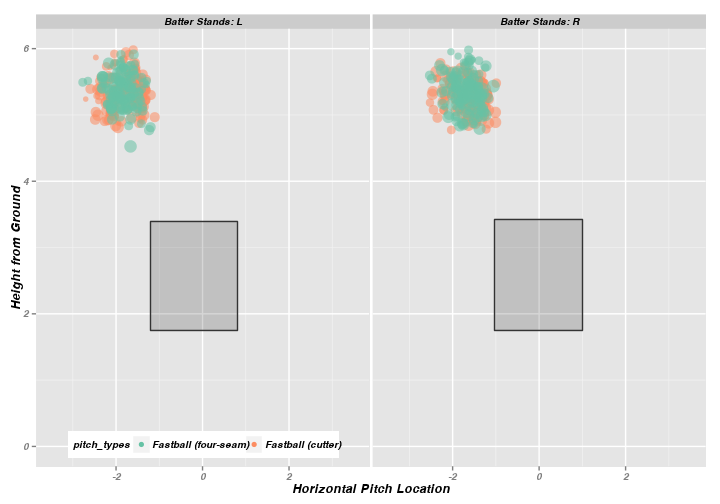 Batter Stands: L
Batter Stands: R
6
4
2
0
Height from Ground
pitch_types Fastball (four-seam) Fastball (cutter)
-2 0 2
-2 0 2
Horizontal Pitch Location